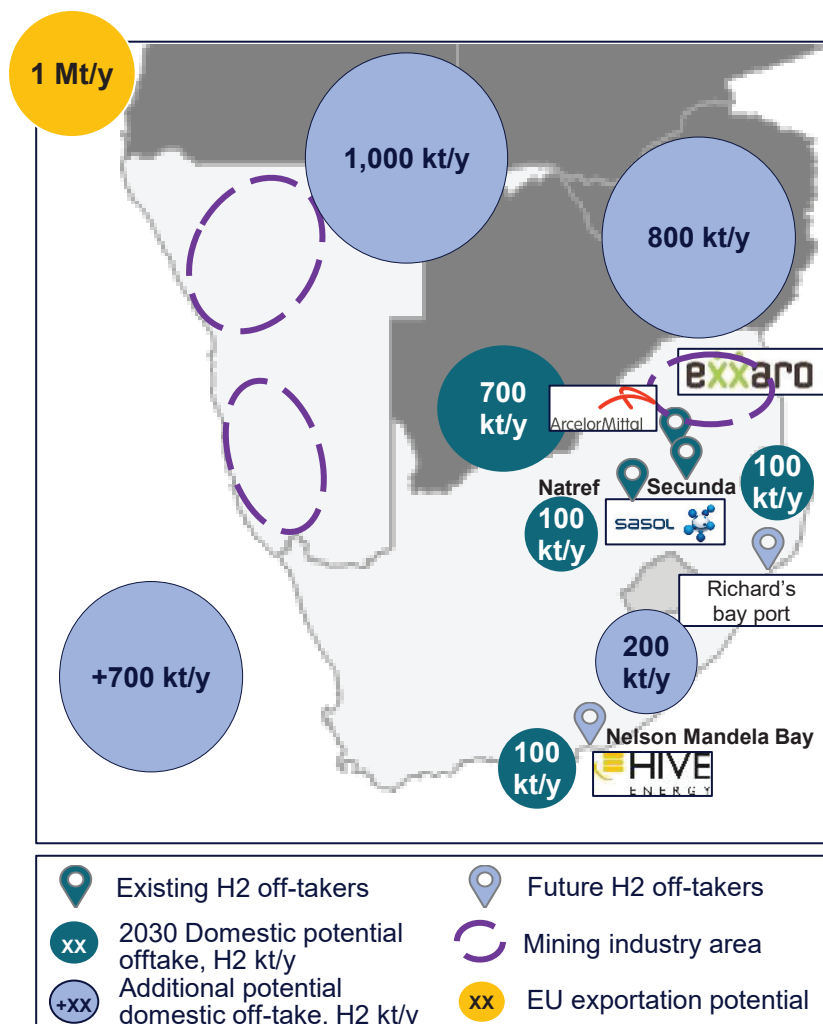 1 Mt/y
1,000 kt/y
800 kt/y
exxaro
700
kt/y
ArcelorMittal
100
kt/y
Natref
Secunda
100
kt/y
sasol
Richard's
bay port
200
kt/y
+700 kt/y
Nelson Mandela Bay
100
kt/y
HIVE
ENERGY
Existing H2 off-takers
Future H2 off-takers
xx
2030 Domestic potential
offtake, H2 kt/y
Mining industry area
+XX
Additional potential
domestic off-take, H2 kt/y
xx
EU exportation potential